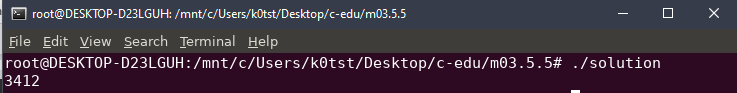 root@DESKTOP-D23LGUH: /mnt/c/Users/k0tst/Desktop/c-edu/m03.5.5
File Edit View Search Terminal Help
root@DESKTOP-D23LGUH:/mnt/c/Users/k0tst/Desktop/c-edu/m03.5.5# ./solution
3412